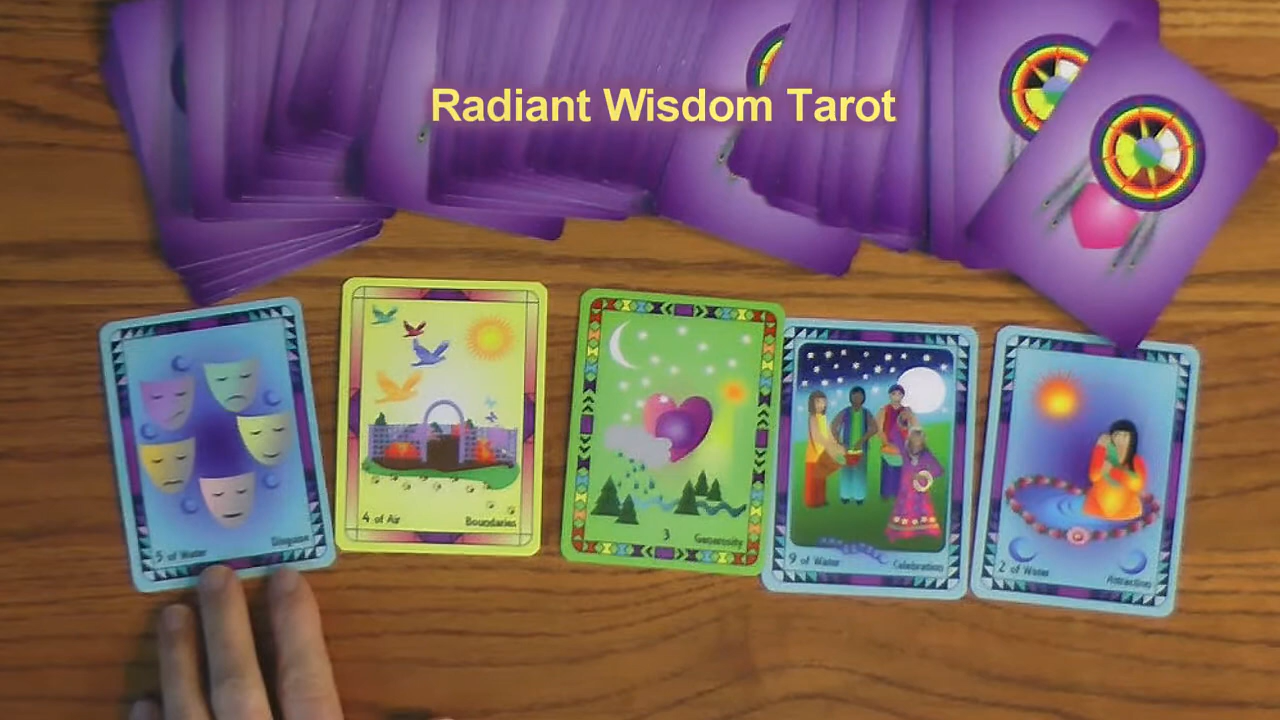 Radiant Wisdom Tarot
5 of Water Disguise
4 of Air Boundaries
3 Generosity
9 of Water Celebration
2 of Water Attraction